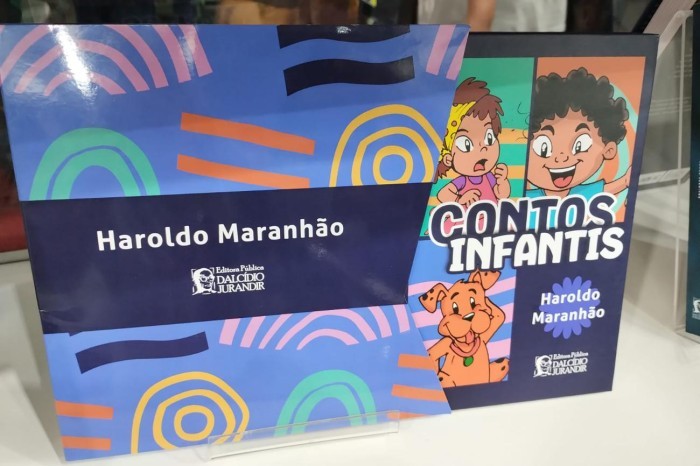 Haroldo Maranhão
Editora Pública
DALCÍDIO
JURANDIR
CONTOS
INFANTIS
Haroldo
Maranhão
Editora Pública
DALCÍDIO
JURANDIR